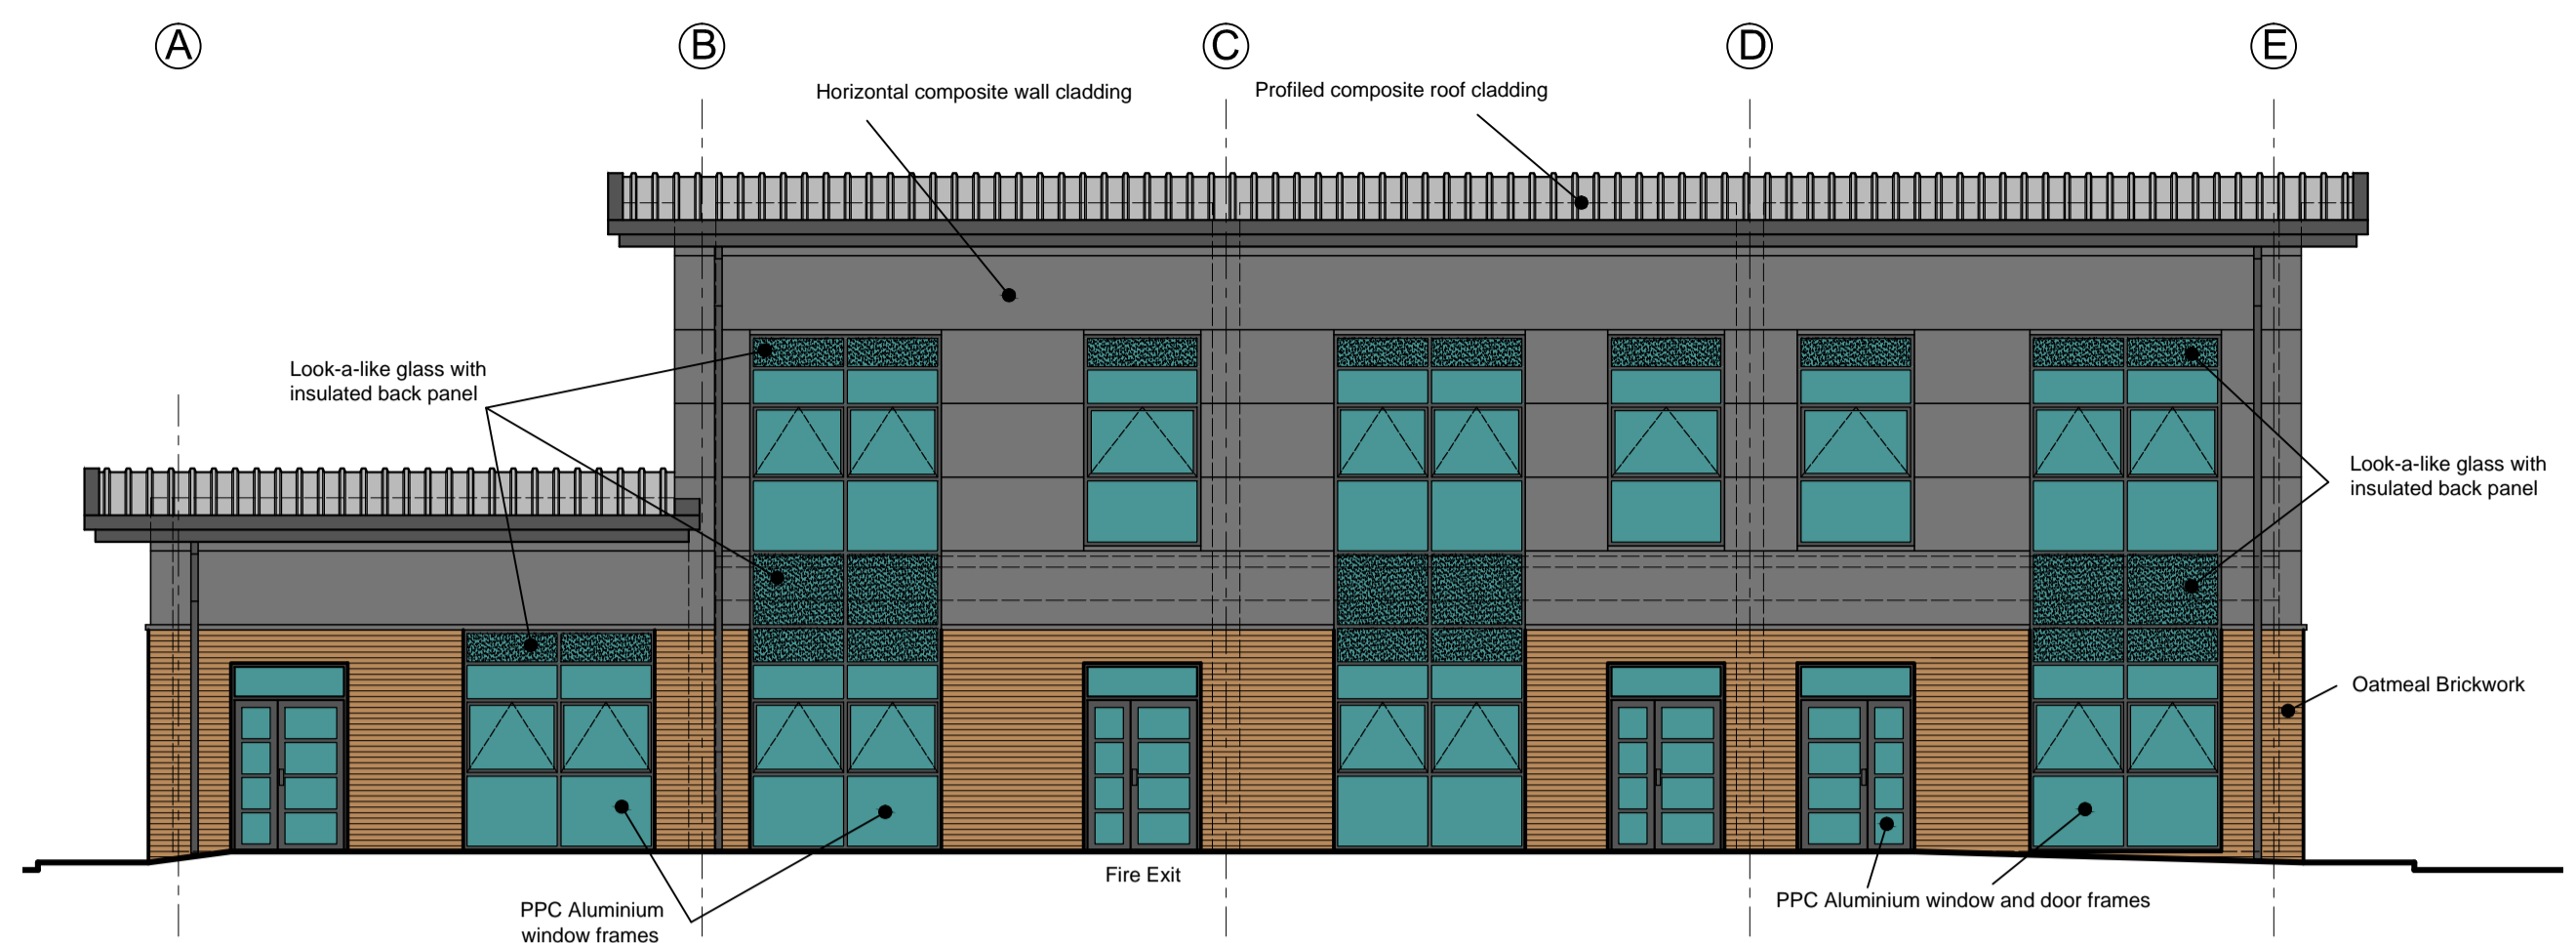 A
B
C
D
E
Horizontal composite wall cladding
Profiled composite roof cladding
Look-a-like glass with
insulated back panel
Look-a-like glass with
insulated back panel
Oatmeal Brickwork
Fire Exit
PPC Aluminium
window frames
PPC Aluminium window and door frames